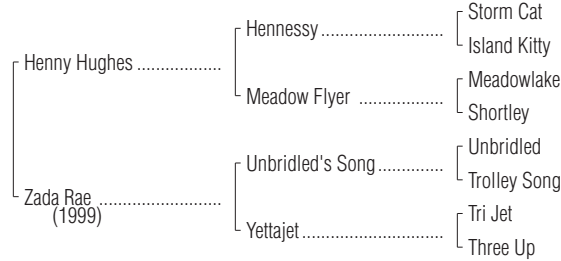 Storm Cat
Hennessy ..........................
Island Kitty
Henny Hughes ..................
Meadowlake
Meadow Flyer ..................
Shortley
Unbridled
Unbridled's Song..............
Trolley Song
Zada Rae ..........................
(1999)
Tri Jet
Yettajet..............................
Three Up